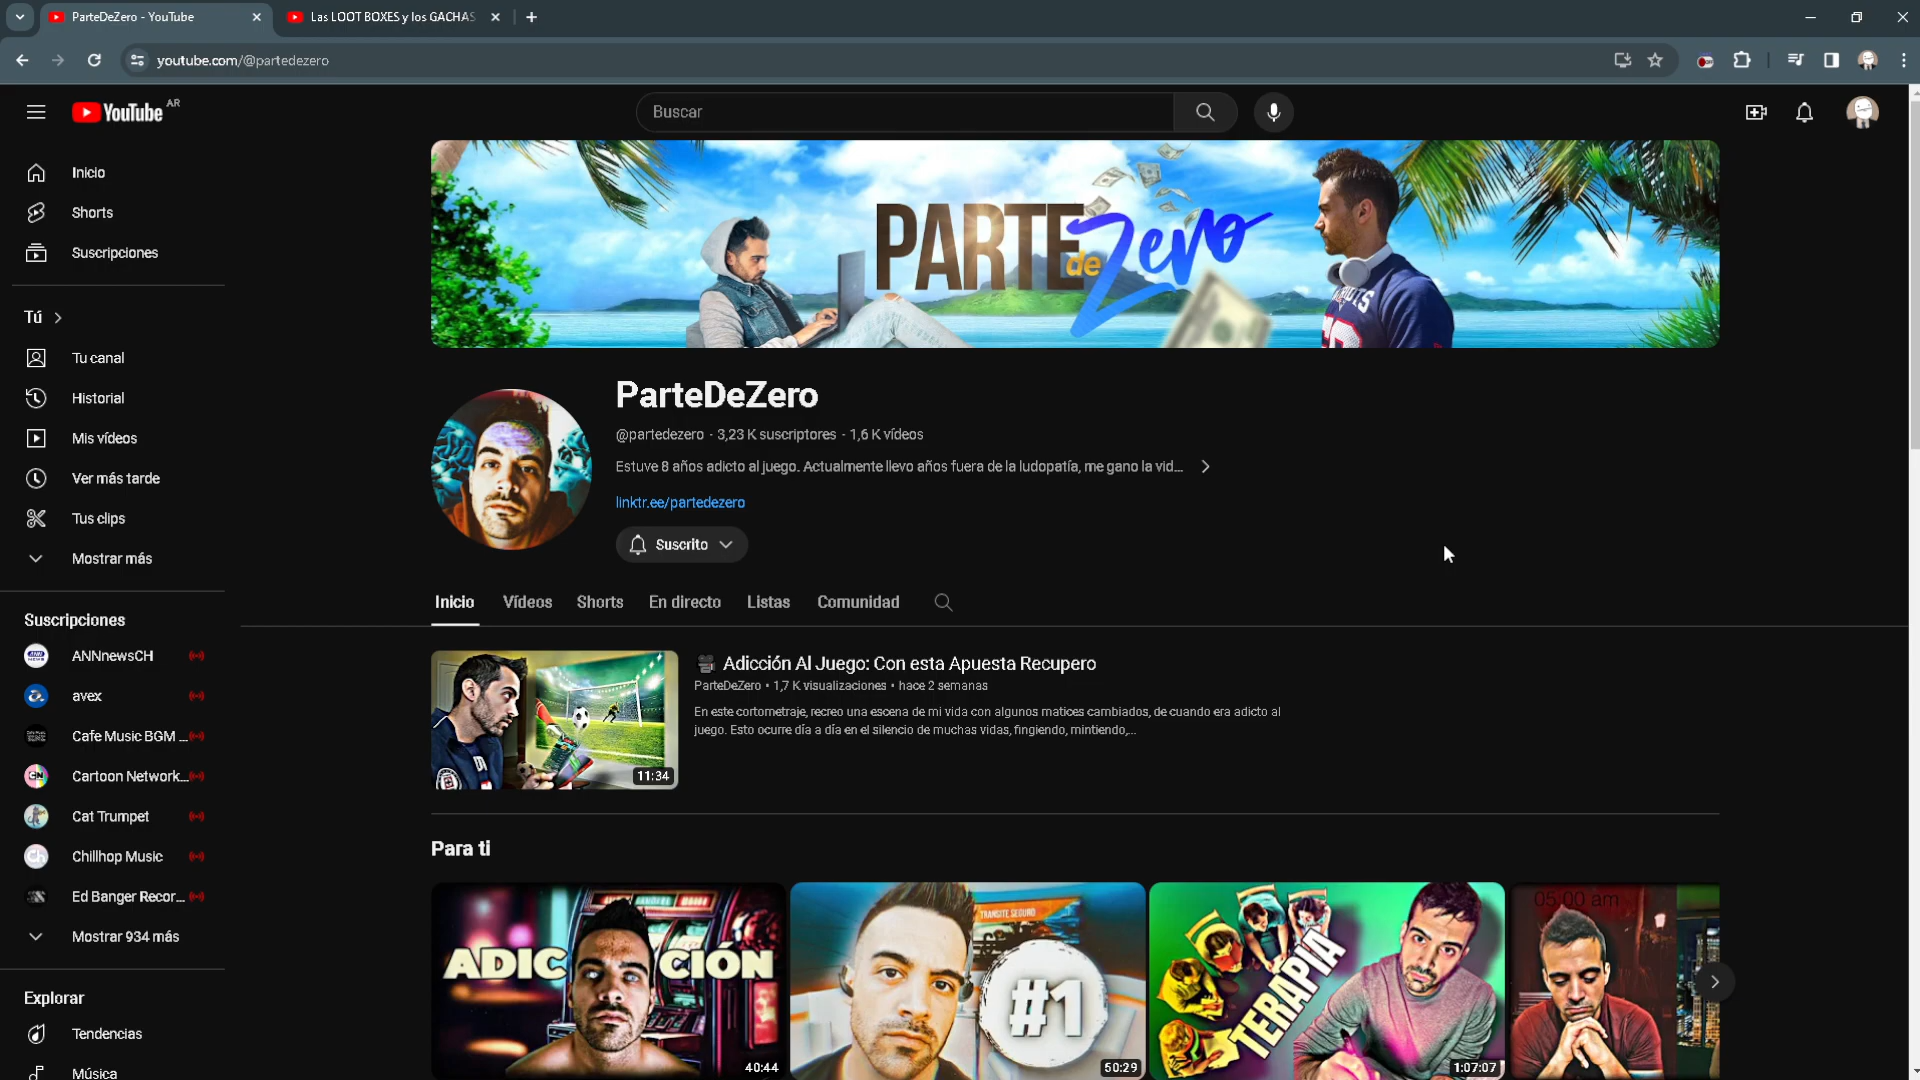 ParteDeZero - YouTube
Las LOOT BOXES y los GACHAS
youtube.com/@partedezero
YouTube AR
Buscar
Inicio
Shorts
Suscripciones
Tú
Tu canal
Historial
Mis vídeos
Ver más tarde
Tus clips
Mostrar más
Suscripciones
ANNnewsCH
avex
Cafe Music BGM ...
Cartoon Network...
Cat Trumpet
Chillhop Music
Ed Banger Recor...
Mostrar 934 más
Explorar
Tendencias
Música
PARTE de Zero
ParteDeZero
@partedezero · 3,23 K suscriptores · 1,6 K vídeos
Estuve 8 años adicto al juego. Actualmente llevo años fuera de la ludopatía, me gano la vid...
linktr.ee/partedezero
Suscrito
Inicio Vídeos Shorts En directo Listas Comunidad
Adicción Al Juego: Con esta Apuesta Recupero
ParteDeZero • 1,7 K visualizaciones • hace 2 semanas
En este cortometraje, recreo una escena de mi vida con algunos matices cambiados, de cuando era adicto al
juego. Esto ocurre día a día en el silencio de muchas vidas, fingiendo, mintiendo,...
11:34
Para ti
ADIC CIÓN
40:44
TRANSITE SEGURO
#1
50:29
TERAPIA
1:07:07
05:00 am